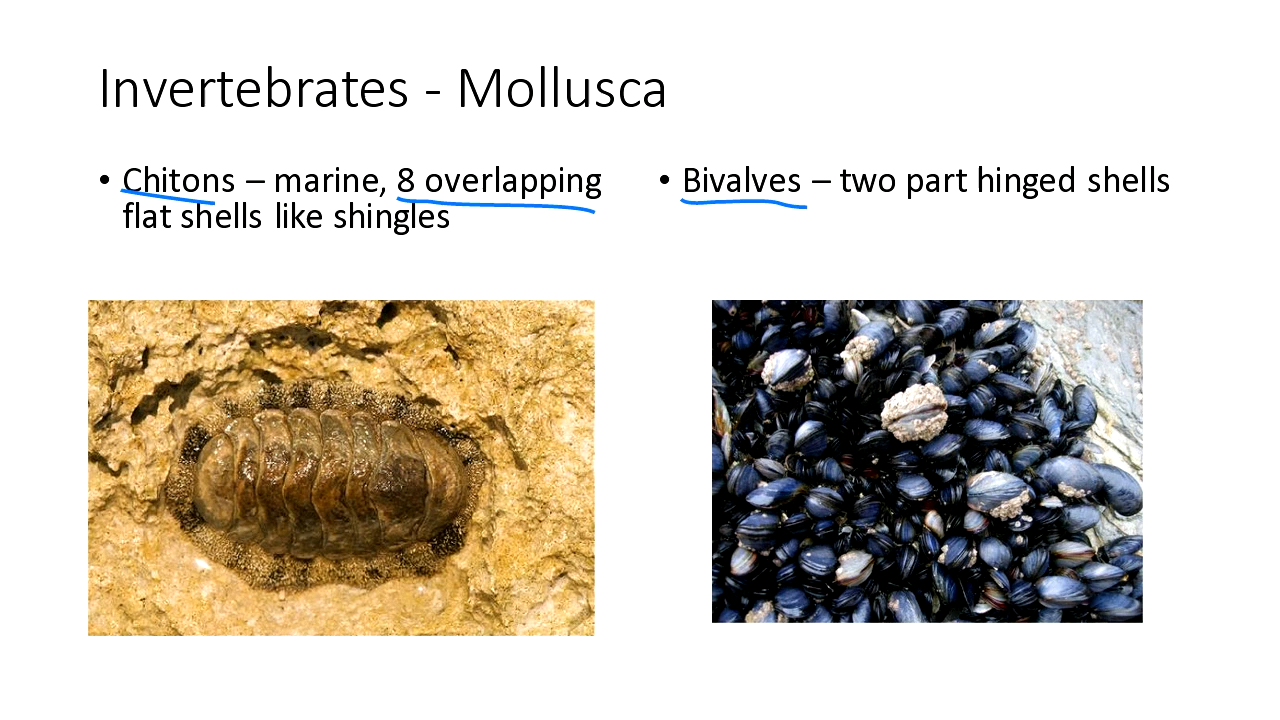 Invertebrates - Mollusca
• Chitons – marine, 8 overlapping
flat shells like shingles
• Bivalves – two part hinged shells